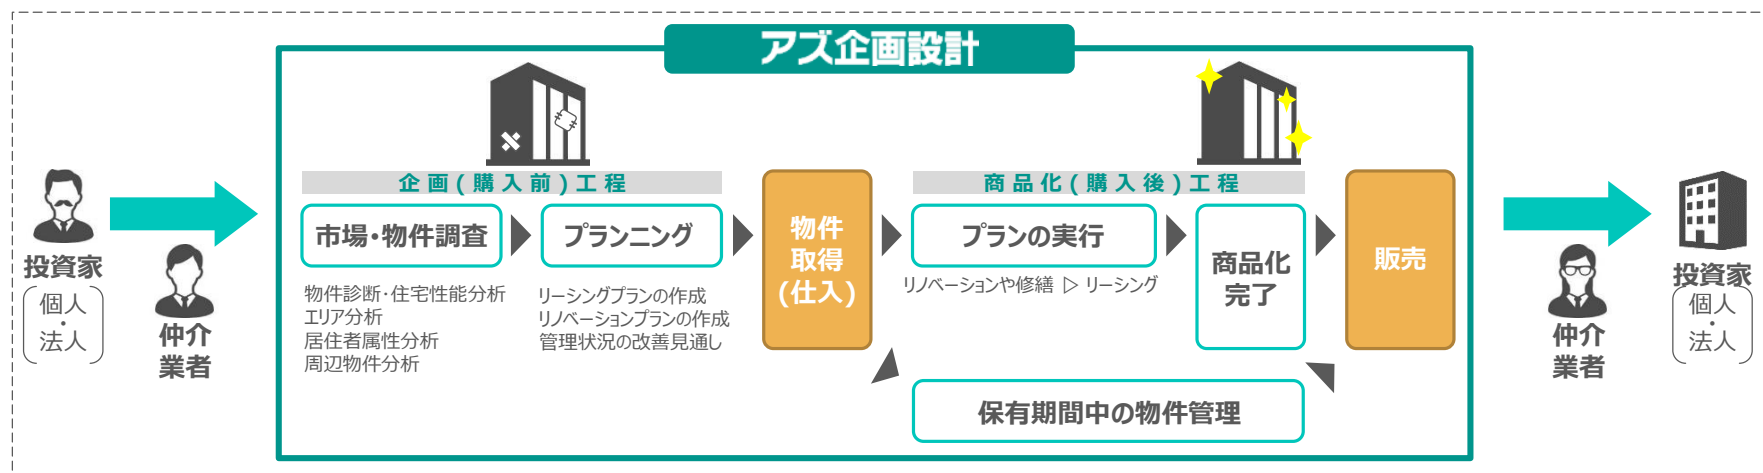 アズ企画設計
投資家
個人
・
法人
仲介
業者
企画(購入前)工程
市場・物件調査
物件診断・住宅性能分析
エリア分析
居住者属性分析
周辺物件分析
プランニング
リーシングプランの作成
リノベーションプランの作成
管理状況の改善見通し
物件
取得
(仕入)
商品化(購入後)工程
プランの実行
リノベーションや修繕 ▷ リーシング
商品化
完了
保有期間中の物件管理
販売
仲介
業者
投資家
個人
・
法人